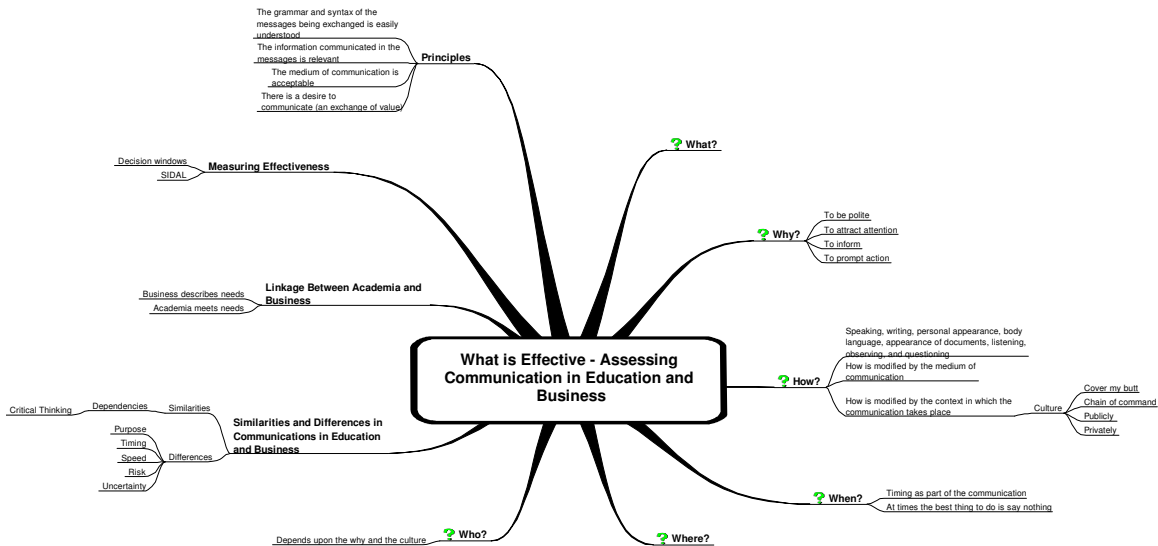 What is Effective - Assessing
Communication in Education and
Business
What?
Why?
To be polite
To attract attention
To inform
To prompt action
How?
Speaking, writing, personal appearance, body
language, appearance of documents, listening,
observing, and questioning
How is modified by the medium of
communication
How is modified by the context in which the
communication takes place
Culture
Cover my butt
Chain of command
Publicly
Privately
When?
Timing as part of the communication
At times the best thing to do is say nothing
Where?
Who?
Depends upon the why and the culture
Similarities and Differences in
Communications in Education
and Business
Similarities
Dependencies
Critical Thinking
Differences
Purpose
Timing
Speed
Risk
Uncertainty
Linkage Between Academia and
Business
Business describes needs
Academia meets needs
Measuring Effectiveness
Decision windows
SIDAL
Principles
The grammar and syntax of the
messages being exchanged is easily
understood
The information communicated in the
messages is relevant
The medium of communication is
acceptable
There is a desire to
communicate (an exchange of value)